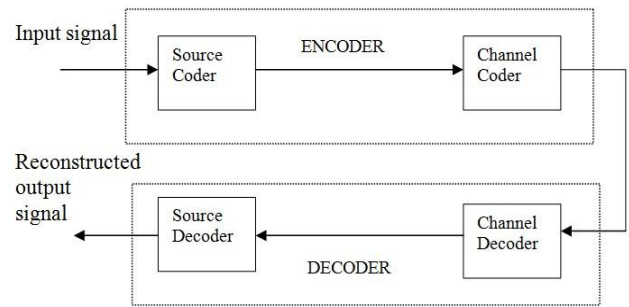 Input signal
Source
Coder
ENCODER
Channel
Coder
Reconstructed
output
signal
Source
Decoder
DECODER
Channel
Decoder